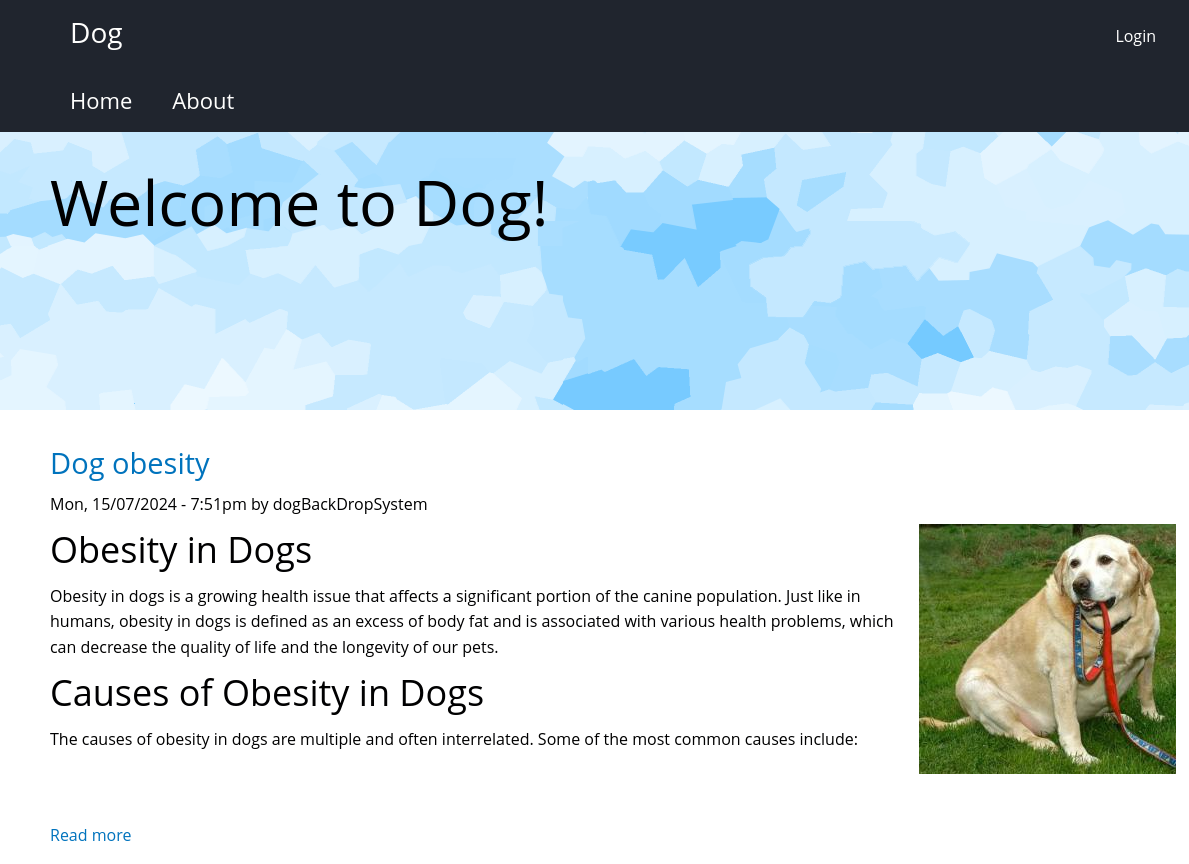 Dog
Login
Home About
Welcome to Dog!
Dog obesity
Mon, 15/07/2024 - 7:51pm by dogBackDropSystem
Obesity in Dogs
Obesity in dogs is a growing health issue that affects a significant portion of the canine population. Just like in
humans, obesity in dogs is defined as an excess of body fat and is associated with various health problems, which
can decrease the quality of life and the longevity of our pets.
Causes of Obesity in Dogs
The causes of obesity in dogs are multiple and often interrelated. Some of the most common causes include:
Read more